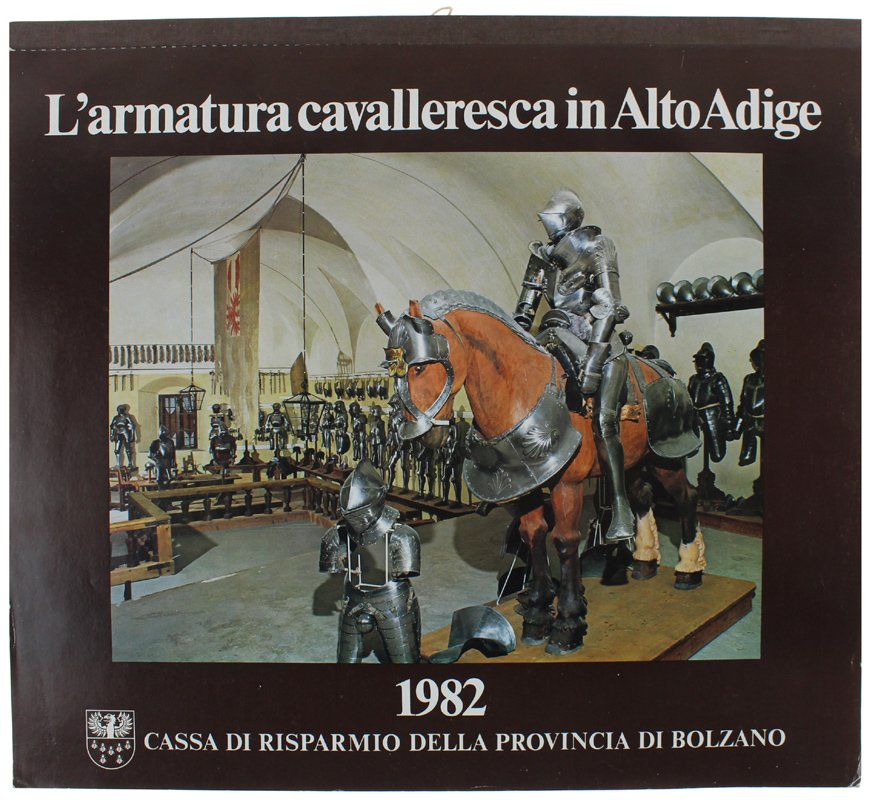 L'armatura cavalleresca in Alto Adige
1982
CASSA DI RISPARMIO DELLA PROVINCIA DI BOLZANO